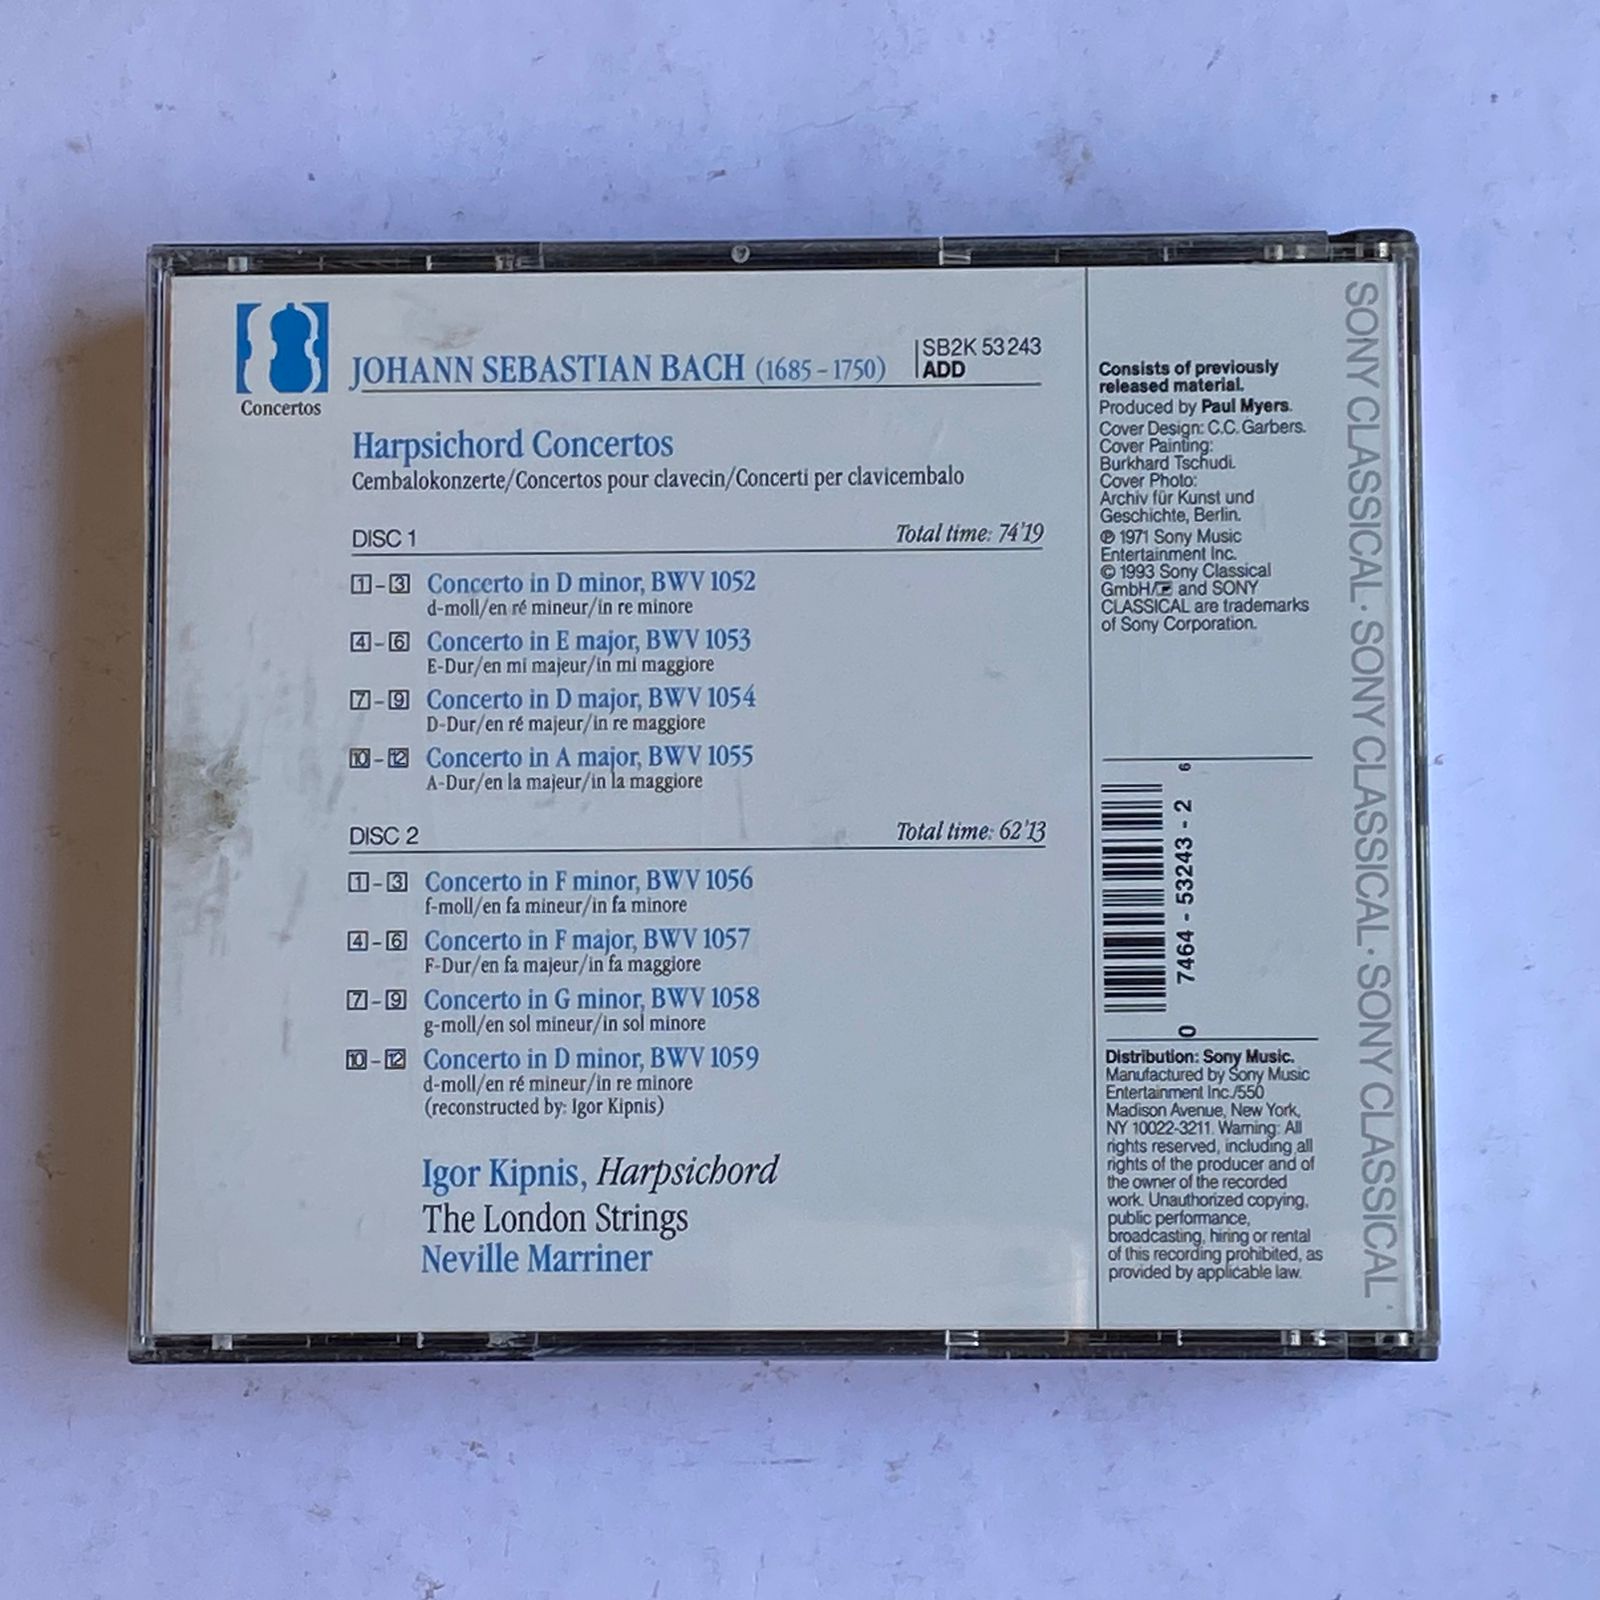 Concertos
JOHANN SEBASTIAN BACH (1685 – 1750)
SB2K 53 243
ADD
Harpsichord Concertos
Cembalokonzerte/Concertos pour clavecin/Concerti per clavicembalo
DISC 1 Total time: 74'19
1 – 3 Concerto in D minor, BWV 1052
d-moll/en ré mineur/in re minore
4 – 6 Concerto in E major, BWV 1053
E-Dur/en mi majeur/in mi maggiore
7 – 9 Concerto in D major, BWV 1054
D-Dur/en ré majeur/in re maggiore
10 – 12 Concerto in A major, BWV 1055
A-Dur/en la majeur/in la maggiore
DISC 2 Total time: 62'13
1 – 3 Concerto in F minor, BWV 1056
f-moll/en fa mineur/in fa minore
4 – 6 Concerto in F major, BWV 1057
F-Dur/en fa majeur/in fa maggiore
7 – 9 Concerto in G minor, BWV 1058
g-moll/en sol mineur/in sol minore
10 – 12 Concerto in D minor, BWV 1059
d-moll/en ré mineur/in re minore
(reconstructed by: Igor Kipnis)
Igor Kipnis, Harpsichord
The London Strings
Neville Marriner
Consists of previously
released material.
Produced by Paul Myers.
Cover Design: C.C. Garbers.
Cover Painting:
Burkhard Tschudi.
Cover Photo:
Archiv für Kunst und
Geschichte, Berlin.
℗ 1971 Sony Music
Entertainment Inc.
© 1993 Sony Classical
GmbH/ and SONY
CLASSICAL are trademarks
of Sony Corporation.
0 7464 - 53243 - 2 6
Distribution: Sony Music.
Manufactured by Sony Music
Entertainment Inc./550
Madison Avenue, New York,
NY 10022-3211. Warning: All
rights reserved, including all
rights of the producer and of
the owner of the recorded
work. Unauthorized copying,
public performance,
broadcasting, hiring or rental
of this recording prohibited, as
provided by applicable law.
SONY CLASSICAL · SONY CLASSICAL · SONY CLASSICAL